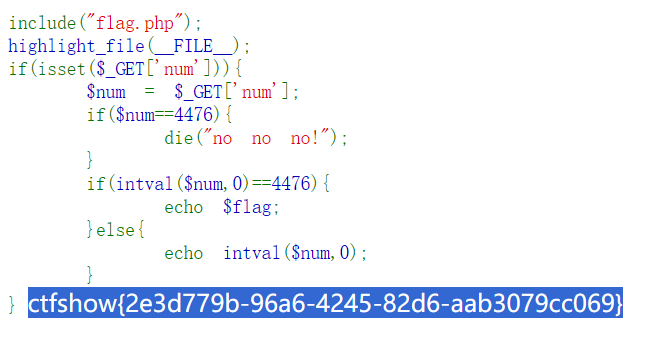 include("flag.php");
highlight_file(__FILE__);
if(isset($_GET['num'])){
        $num  =  $_GET['num'];
        if($num==4476){
                die("no  no  no!");
        }
        if(intval($num,0)==4476){
                echo  $flag;
        }else{
                echo  intval($num,0);
        }
} ctfshow{2e3d779b-96a6-4245-82d6-aab3079cc069}